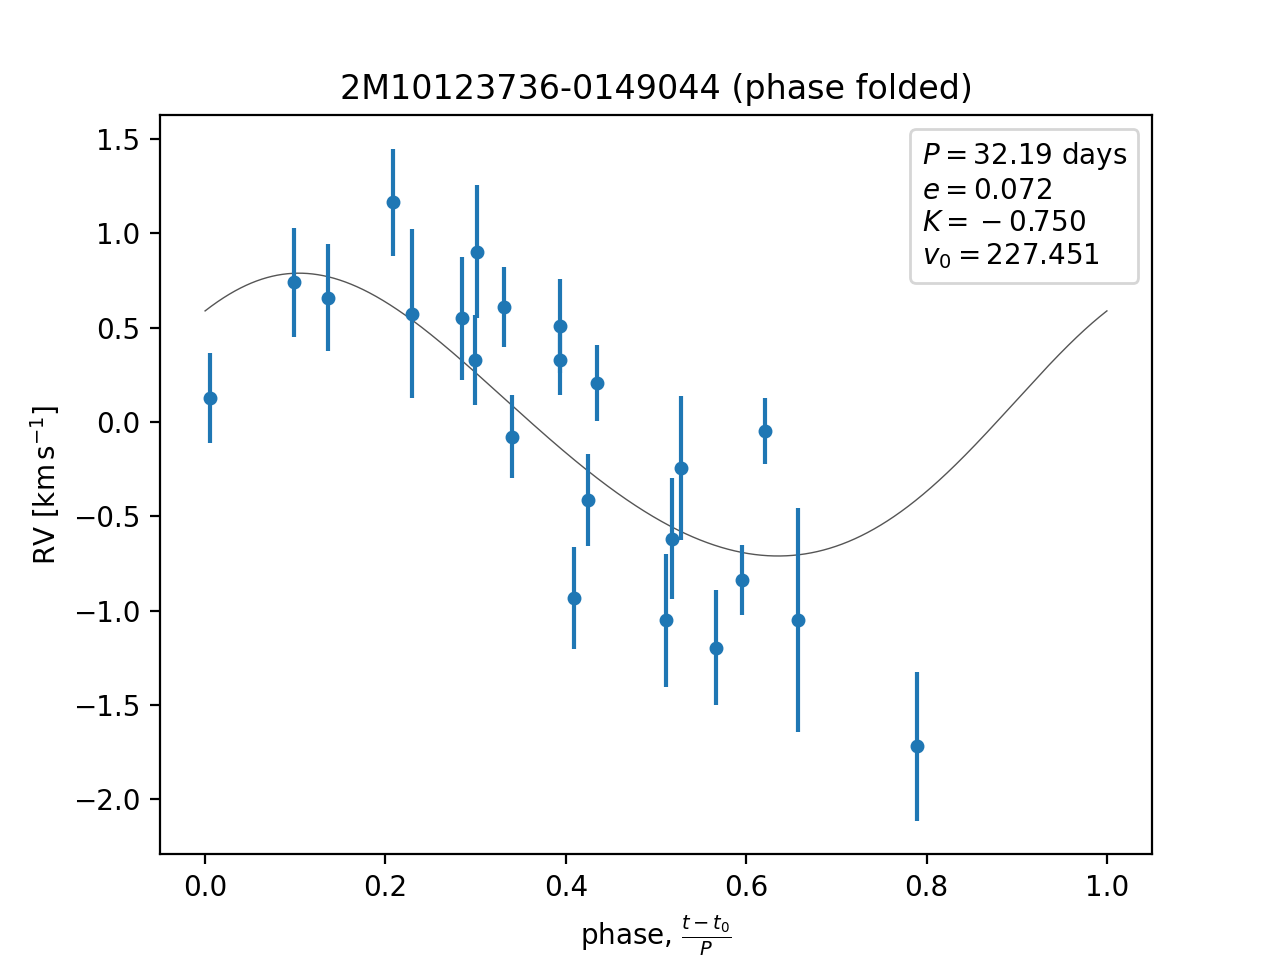 2M10123736-0149044 (phase folded)
P = 32.19 days
e = 0.072
K = − 0.750
v₀ = 227.451
1.5
1.0
0.5
0.0
−0.5
−1.0
−1.5
−2.0
RV [km s⁻¹]
0.0 0.2 0.4 0.6 0.8 1.0
phase, (t − t₀)/P